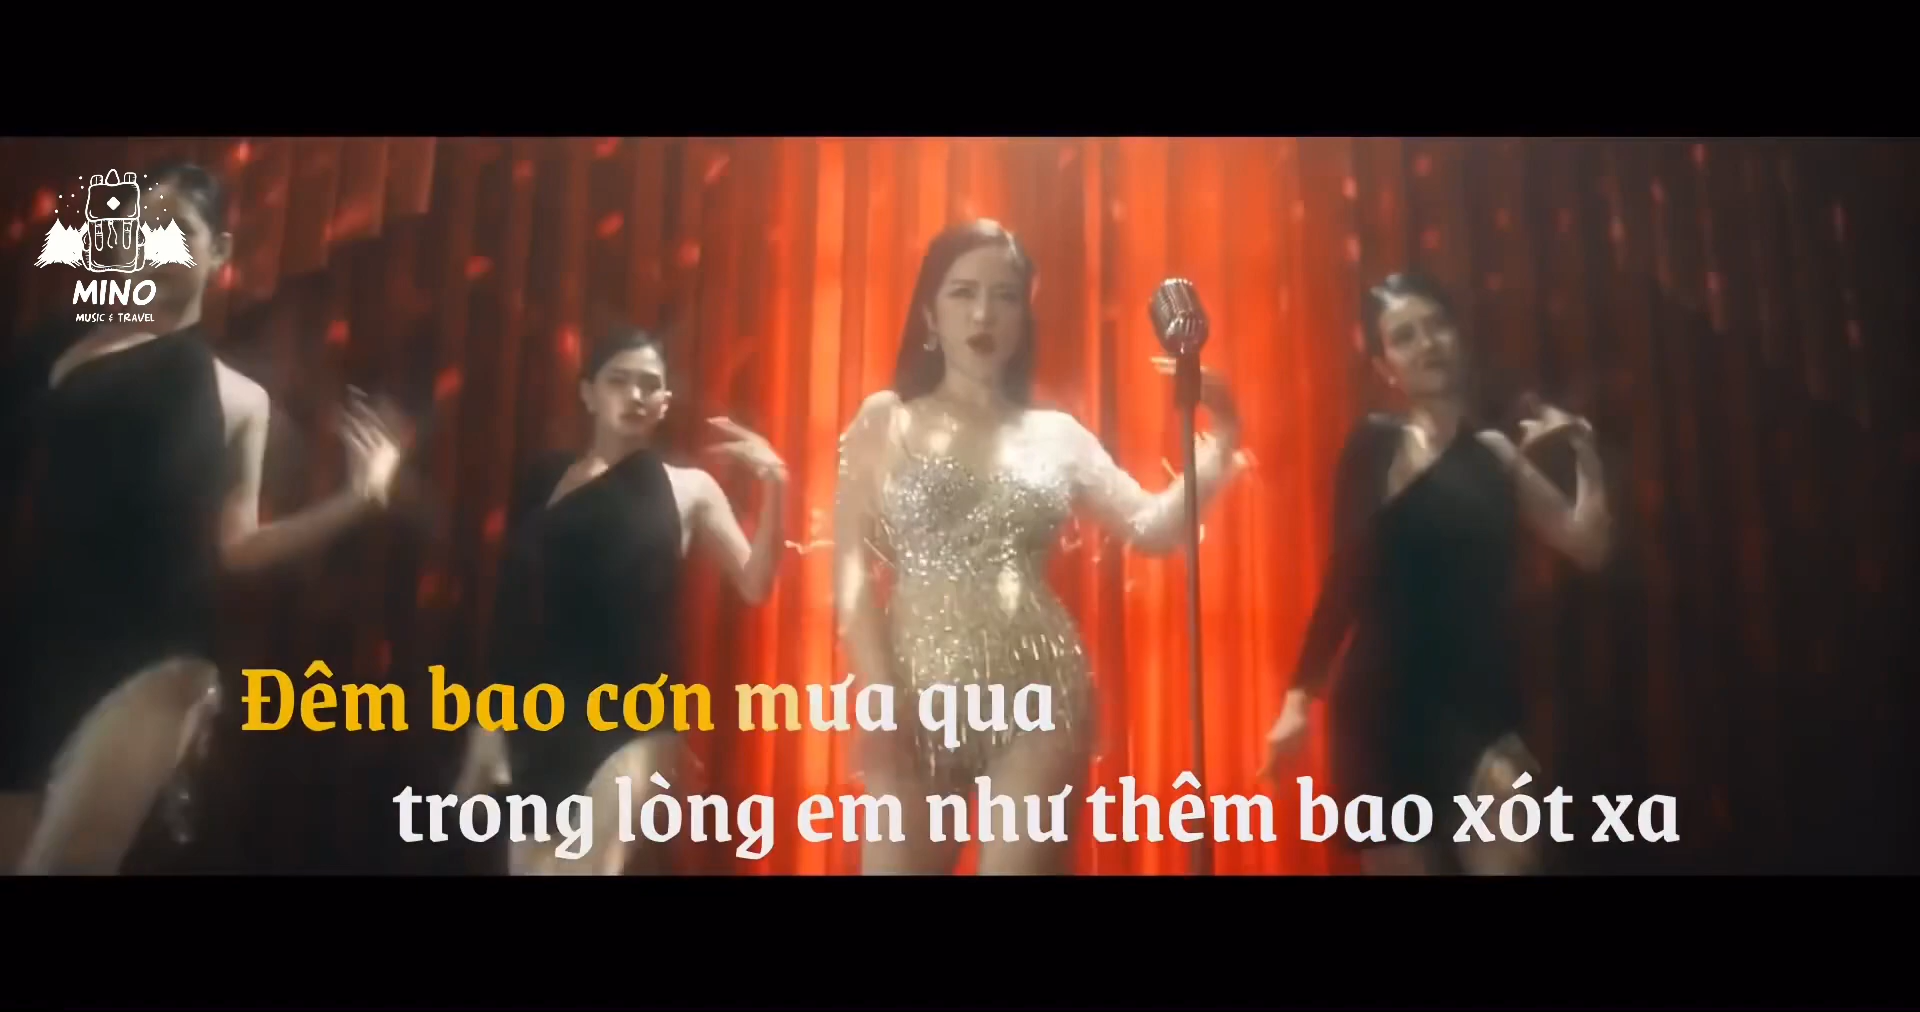 MINO
MUSIC & TRAVEL
Đêm bao cơn mưa qua
trong lòng em như thêm bao xót xa